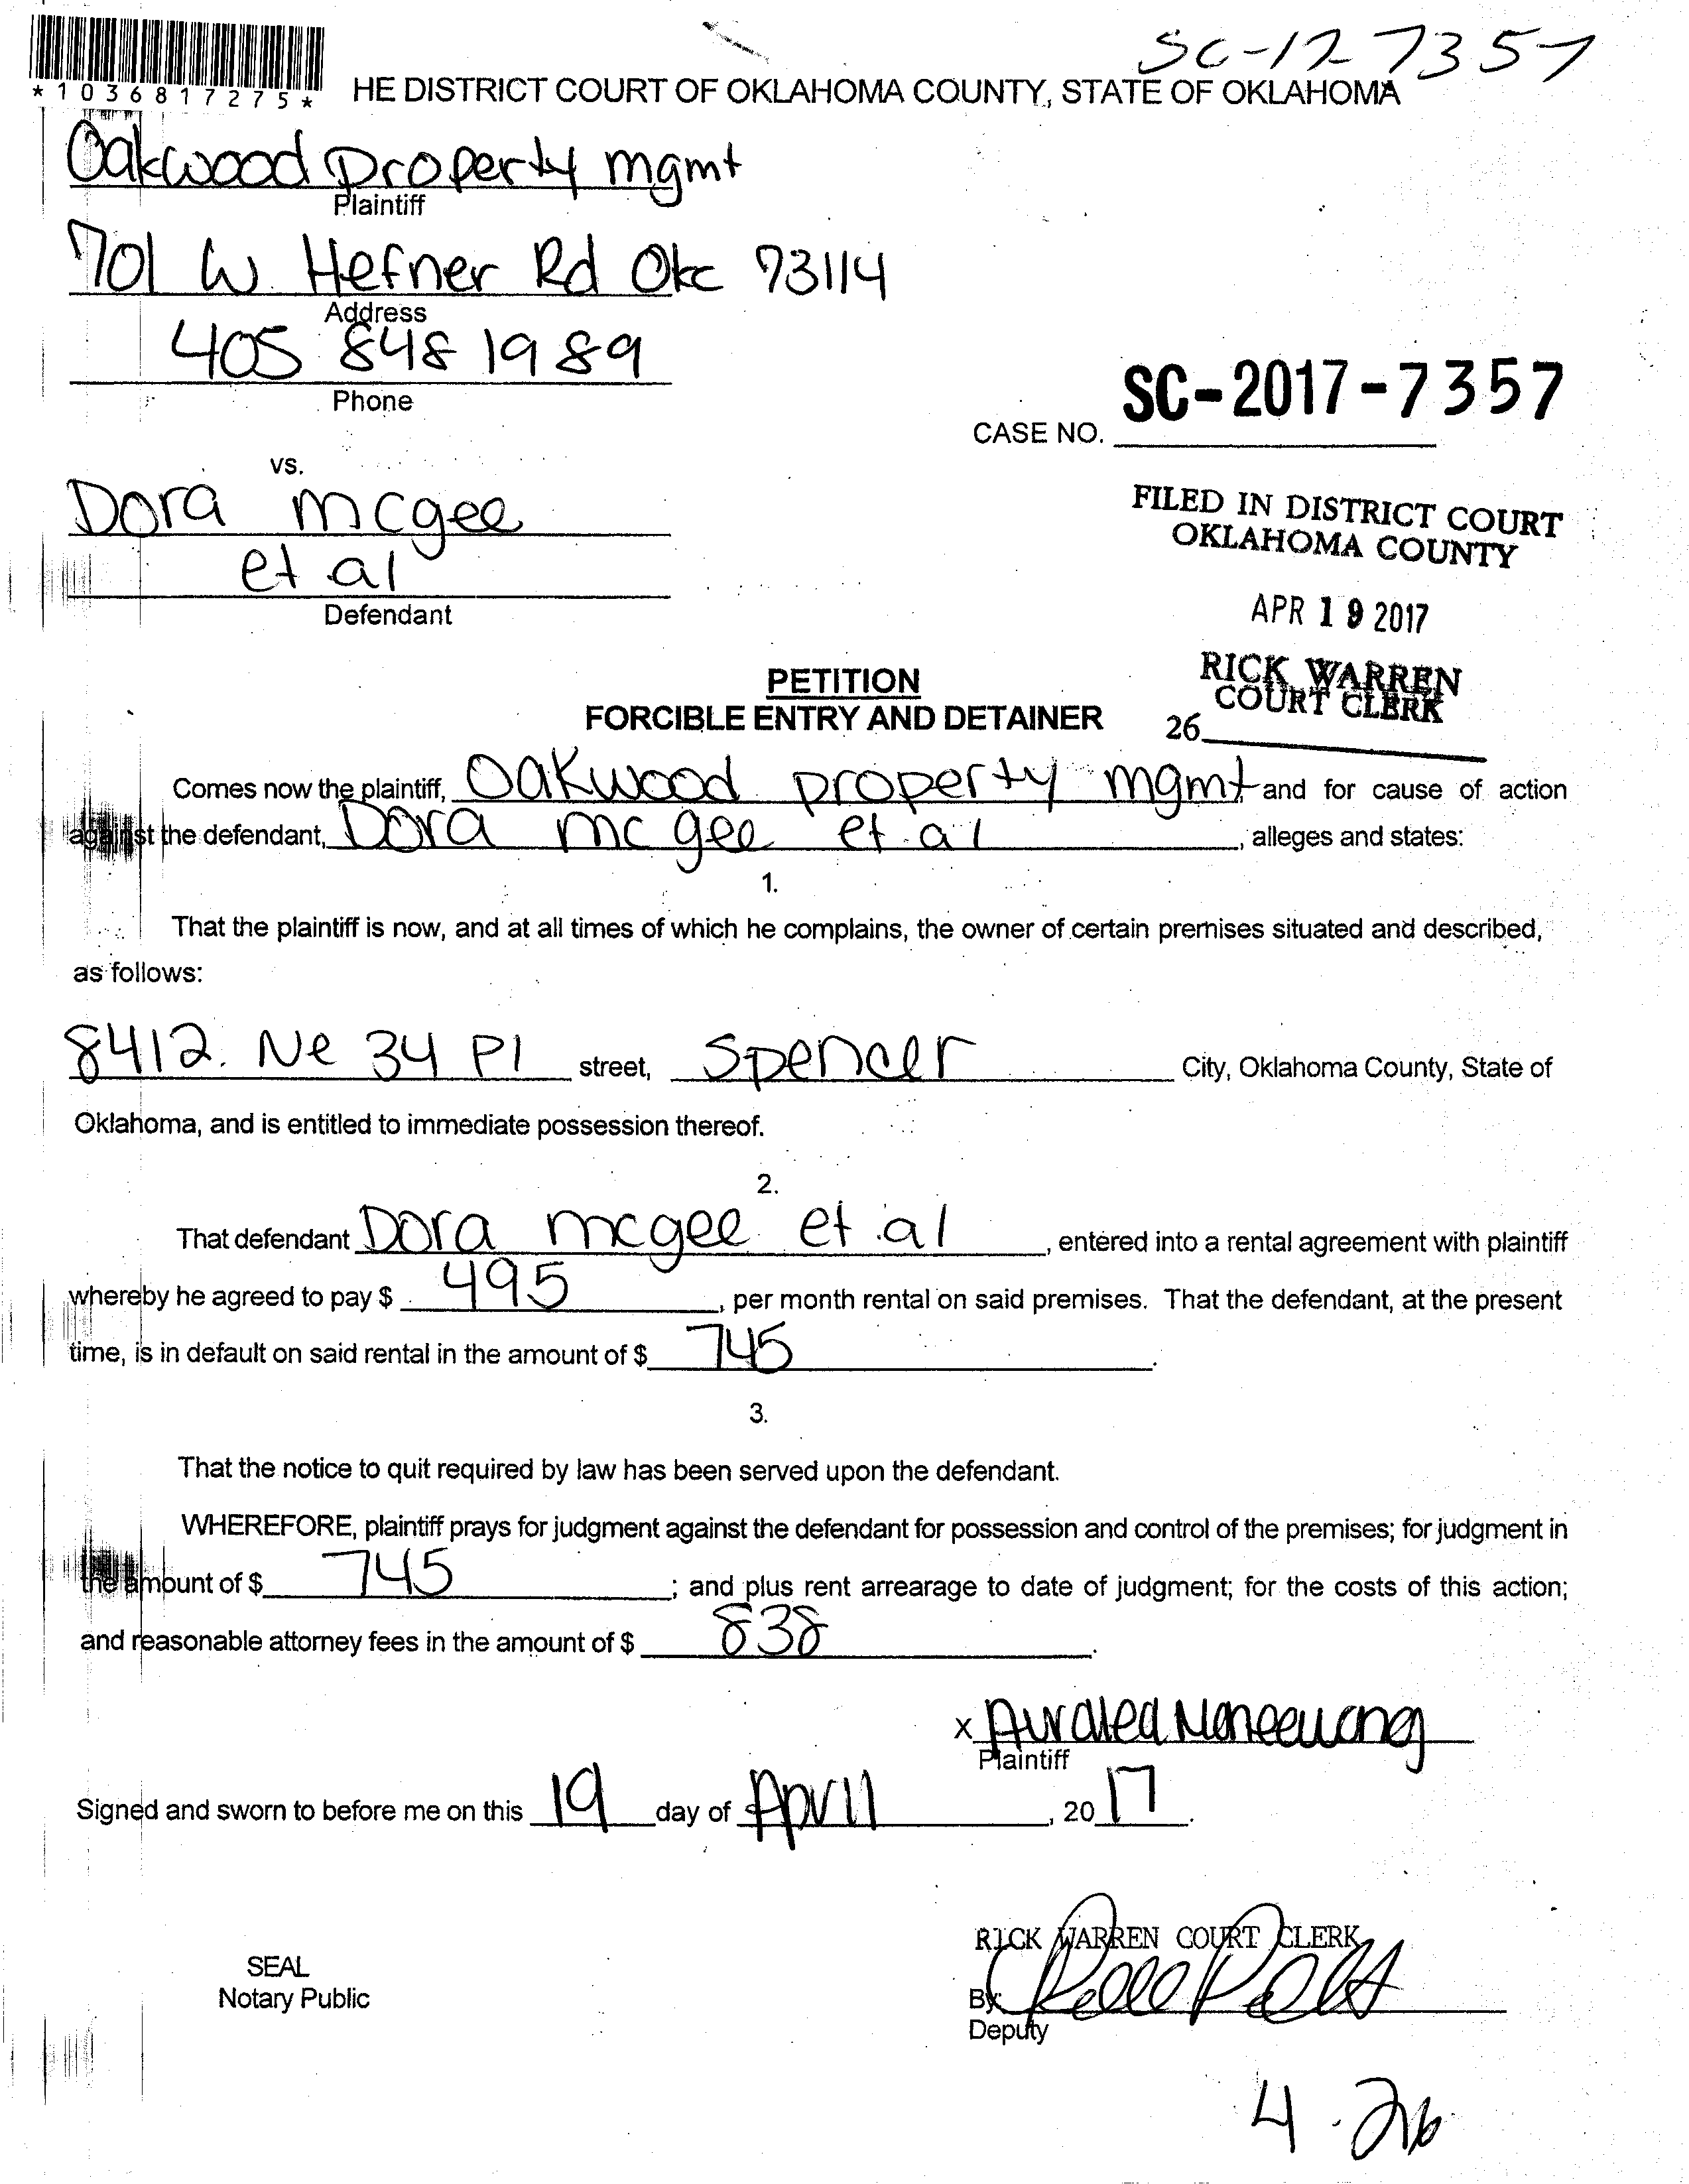 SC-17-7357
*1036817275*
HE DISTRICT COURT OF OKLAHOMA COUNTY, STATE OF OKLAHOMA
Oakwood Property mgmt
Plaintiff
701 W. Hefner Rd Okc 73114
Address
405 848 1989
Phone
SC-2017-7357
CASE NO.
vs.
Dora mcgee
et al
Defendant
FILED IN DISTRICT COURT
OKLAHOMA COUNTY
APR 19 2017
RICK WARREN
COURT CLERK
26
PETITION
FORCIBLE ENTRY AND DETAINER
Comes now the plaintiff, Oakwood property mgmt and for cause of action
against the defendant, Dora mc gee et al, alleges and states:
1.
That the plaintiff is now, and at all times of which he complains, the owner of certain premises situated and described,
as follows:
8412. Ne 34 Pl street, Spencer City, Oklahoma County, State of
Oklahoma, and is entitled to immediate possession thereof.
2.
That defendant Dora mcgee et al, entered into a rental agreement with plaintiff
whereby he agreed to pay $ 495, per month rental on said premises. That the defendant, at the present
time, is in default on said rental in the amount of $ 745.
3.
That the notice to quit required by law has been served upon the defendant.
WHEREFORE, plaintiff prays for judgment against the defendant for possession and control of the premises; for judgment in
the amount of $ 745; and plus rent arrearage to date of judgment; for the costs of this action;
and reasonable attorney fees in the amount of $ 838.
x
Plaintiff
Signed and sworn to before me on this 19 day of April, 20 17.
RICK WARREN COURT CLERK
SEAL
Notary Public
By:
Deputy
4.26